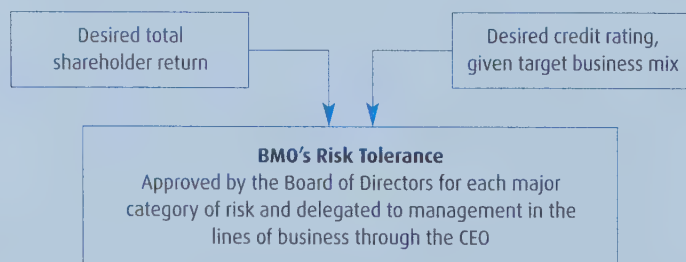 Desired total
shareholder return
Desired credit rating,
given target business mix
BMO's Risk Tolerance
Approved by the Board of Directors for each major
category of risk and delegated to management in the
lines of business through the CEO